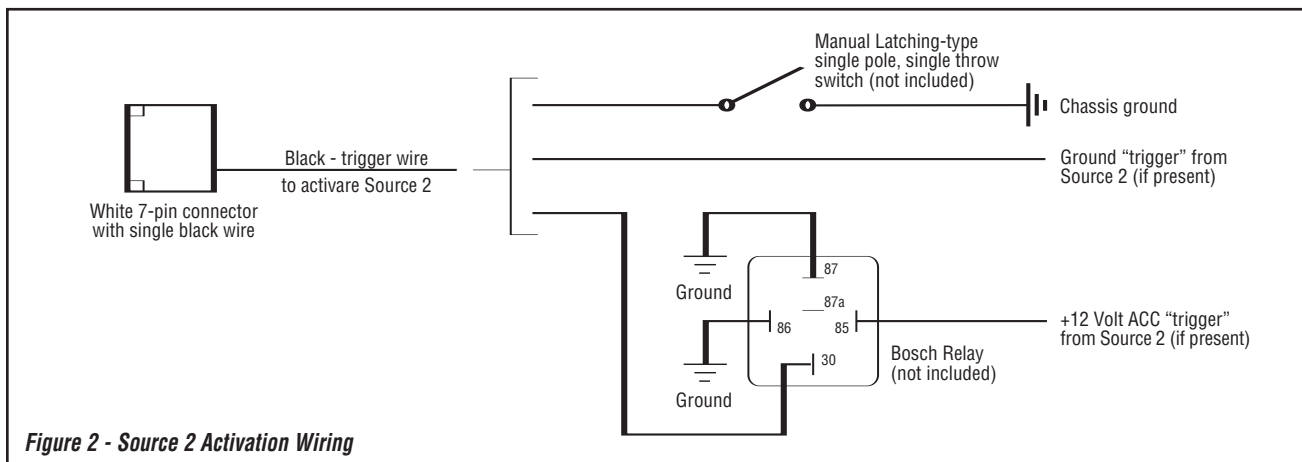 Manual Latching-type
single pole, single throw
switch (not included)
Chassis ground
Black - trigger wire
to activare Source 2
Ground “trigger” from
Source 2 (if present)
White 7-pin connector
with single black wire
87
Ground
87a
86
85
+12 Volt ACC “trigger”
from Source 2 (if present)
30
Bosch Relay
(not included)
Ground
Figure 2 - Source 2 Activation Wiring